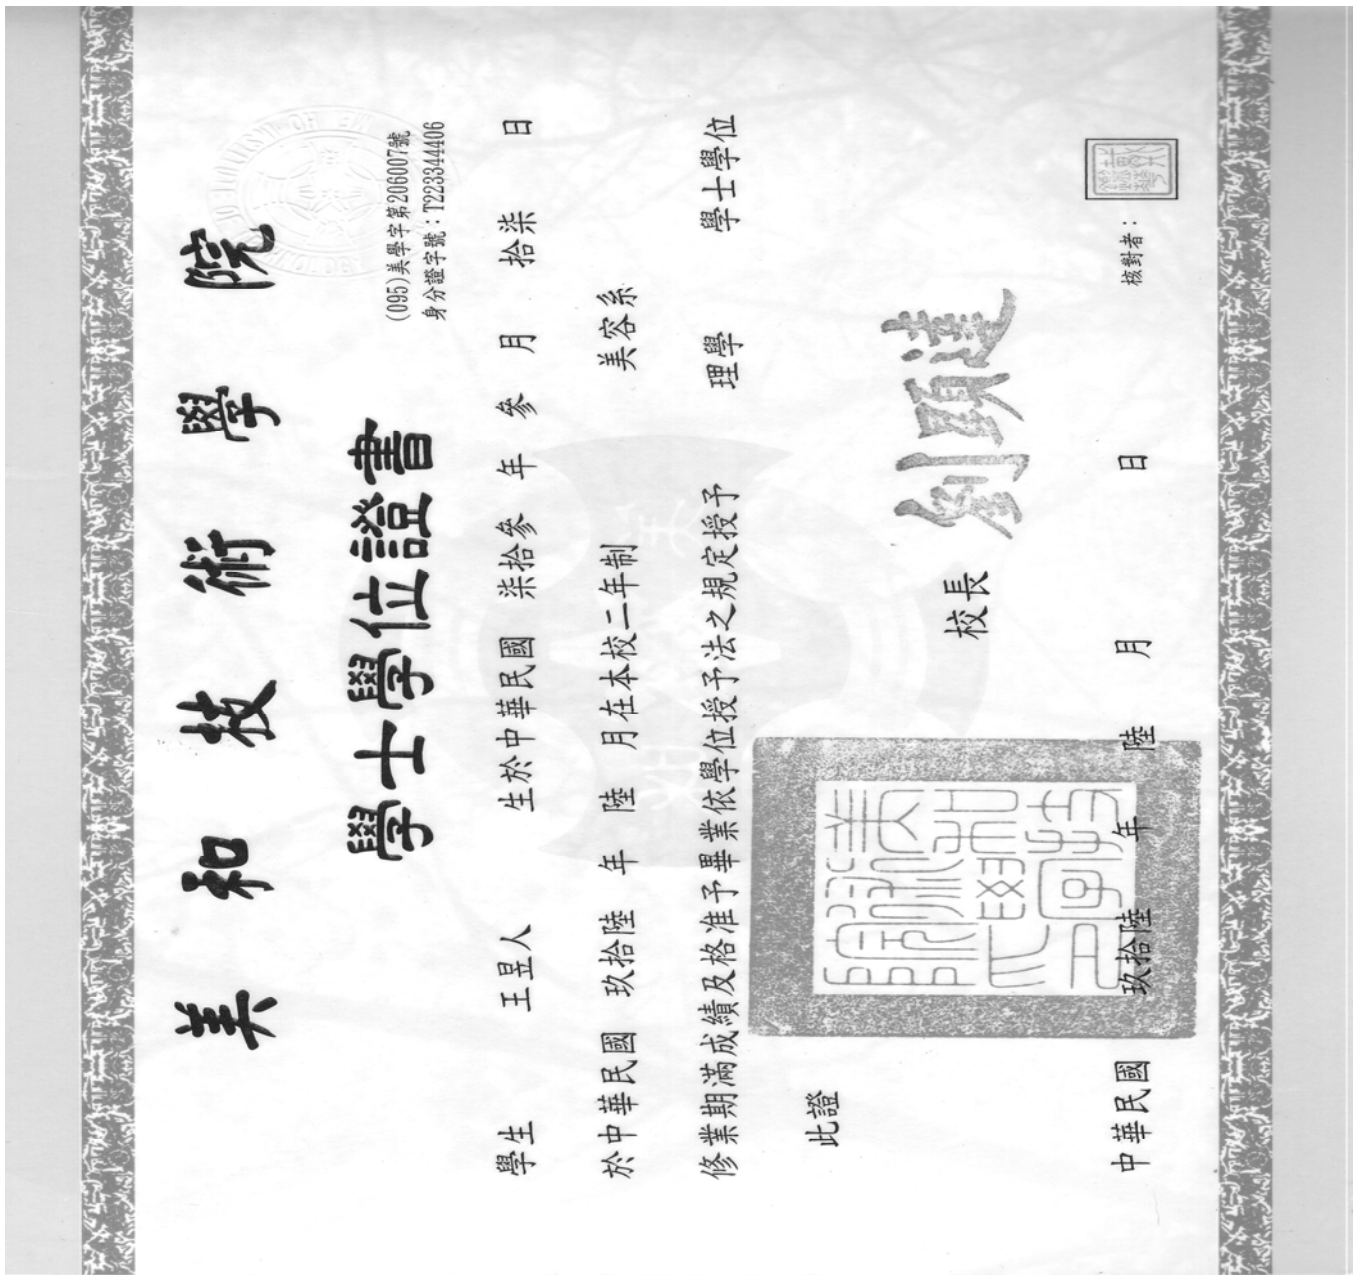 美和技術學院
(095)美學字第206007號
身分證字號：T223344406
學士學位證書
學生 王昱人 生於中華民國 柒拾參 年 參 月 拾柒 日
於中華民國 玖拾陸 年 陸 月在本校二年制 美容系
修業期滿成績及格准予畢業依學位授予法之規定授予 理學 學士學位
此證
校長 劉顯達
中華民國 玖拾陸 年 陸 月 日
核對者：